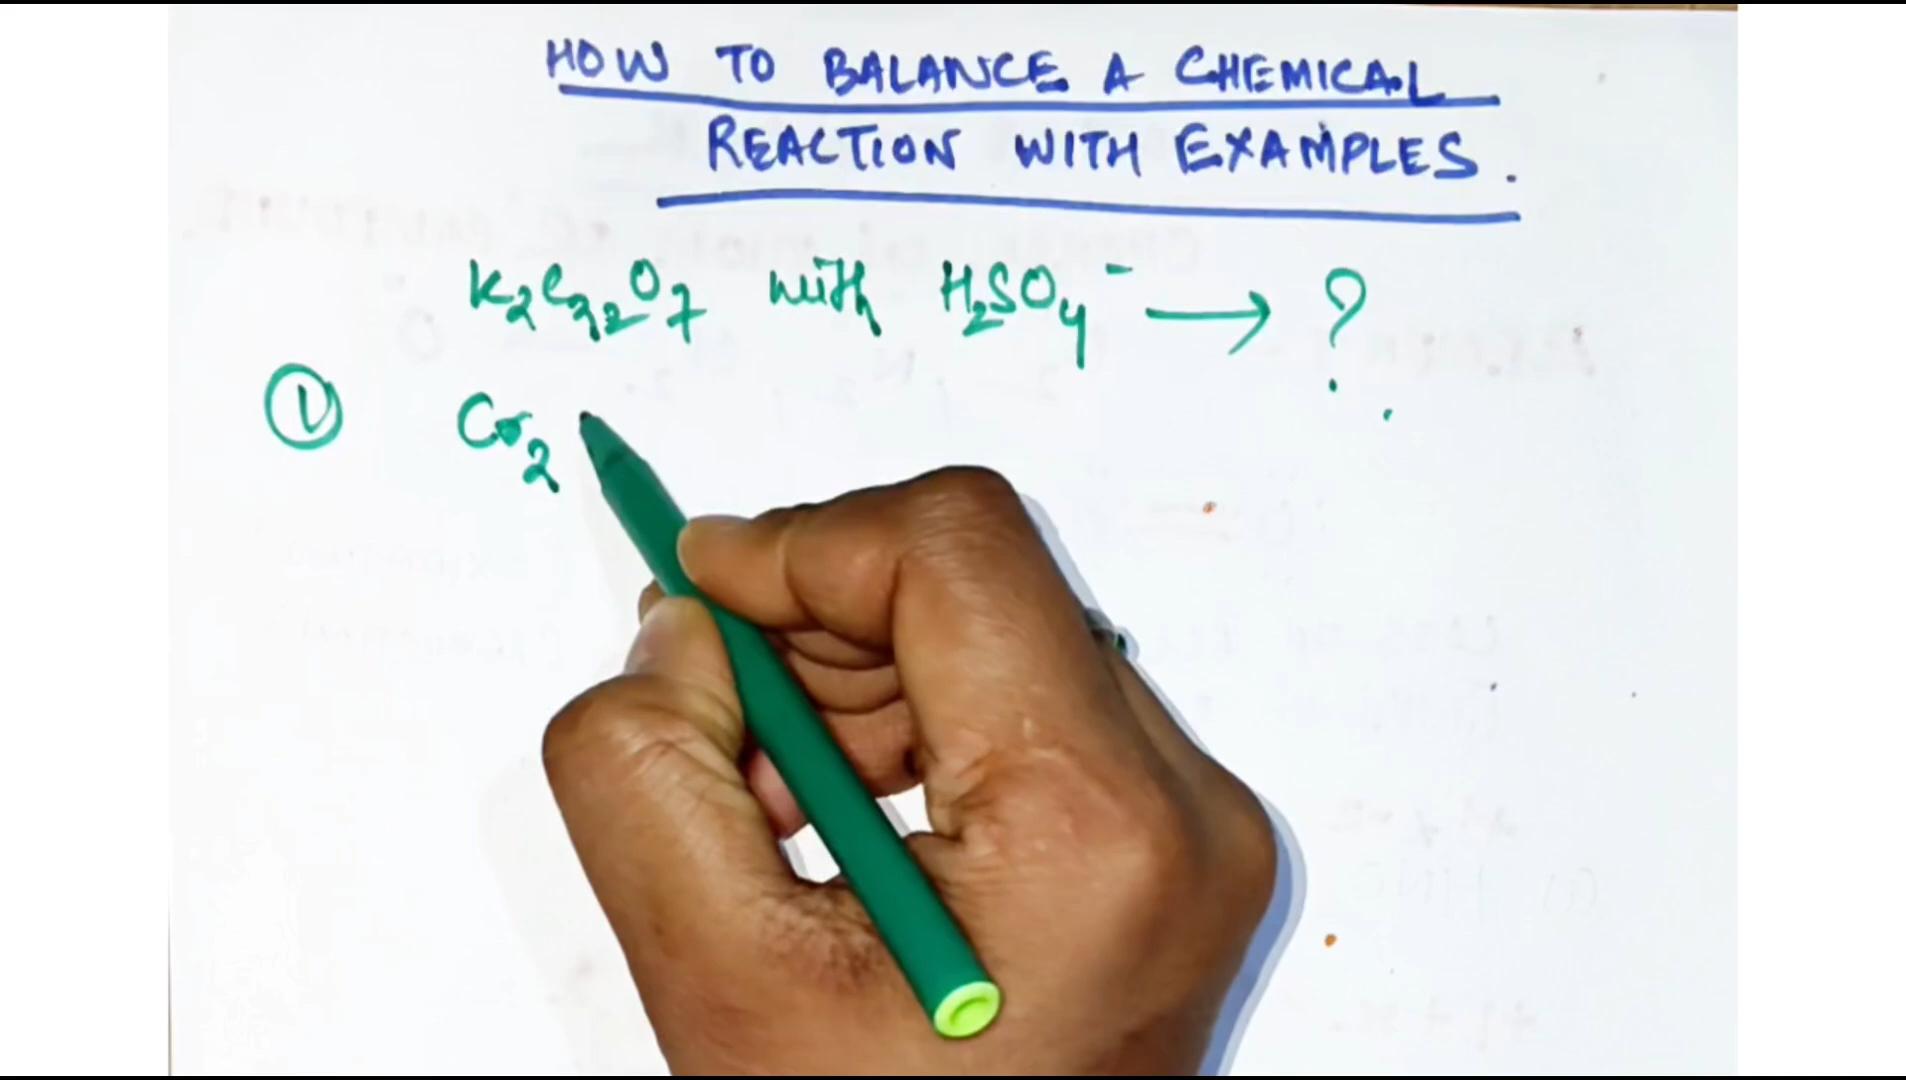 HOW TO BALANCE A CHEMICAL
REACTION WITH EXAMPLES.
K2Cr2O7 with H2SO4 - → ?
① Cr2